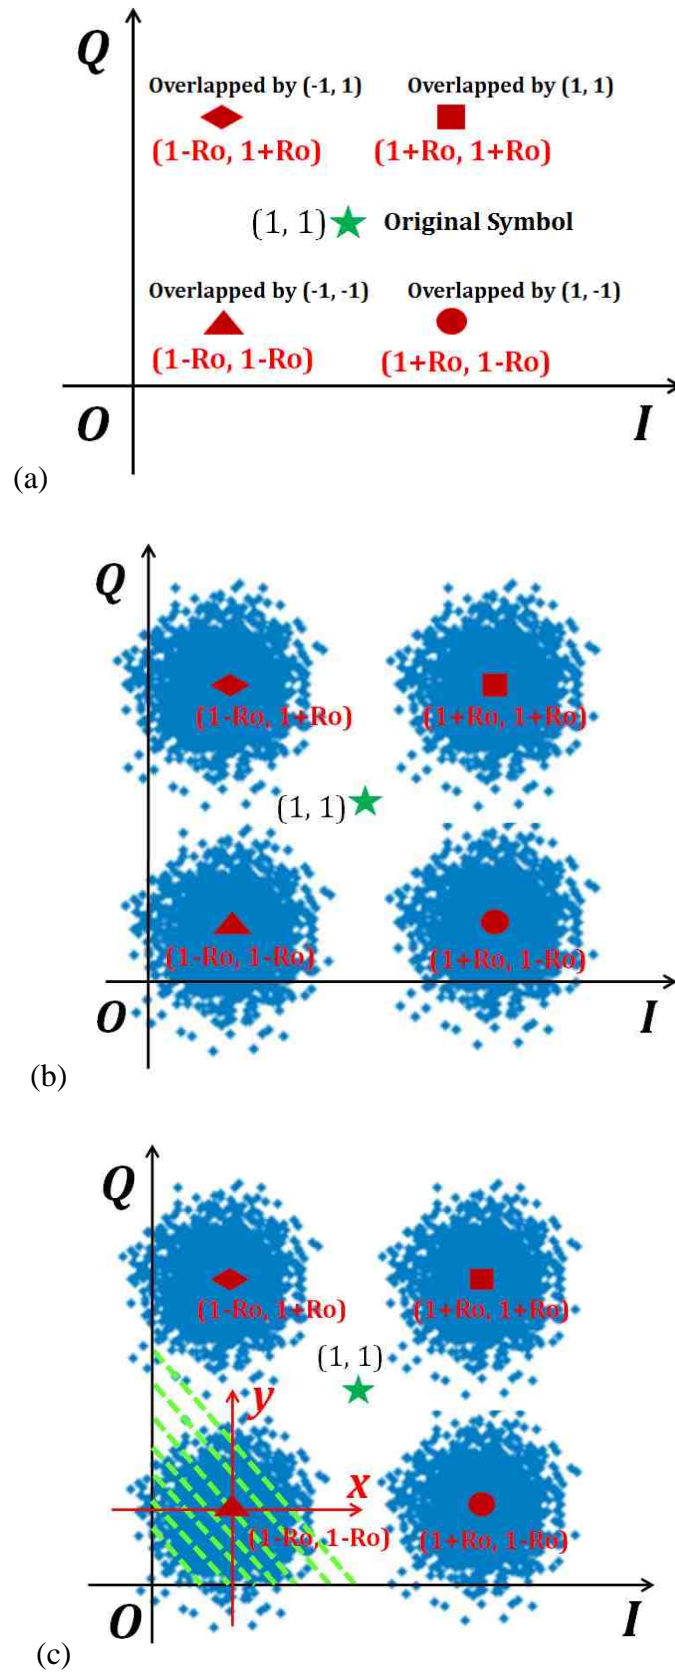 Q
Overlapped by (-1, 1) Overlapped by (1, 1)
(1-Ro, 1+Ro) (1+Ro, 1+Ro)
(1, 1) Original Symbol
Overlapped by (-1, -1) Overlapped by (1, -1)
(1-Ro, 1-Ro) (1+Ro, 1-Ro)
O I
(a)
Q
(1-Ro, 1+Ro) (1+Ro, 1+Ro)
(1, 1)
(1-Ro, 1-Ro) (1+Ro, 1-Ro)
O I
(b)
Q
(1-Ro, 1+Ro) (1+Ro, 1+Ro)
(1, 1)
y
x
(1-Ro, 1-Ro) (1+Ro, 1-Ro)
O I
(c)